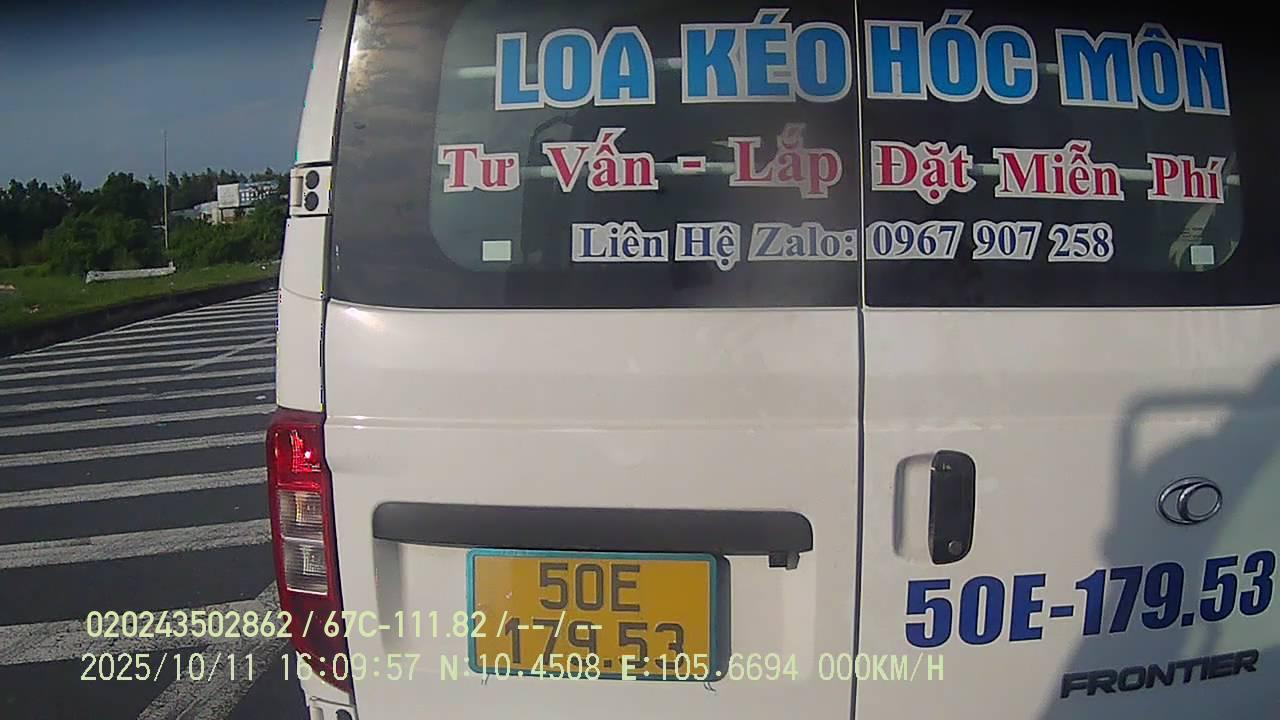 LOA KÉO HÓC MÔN
Tư Vấn - Lắp Đặt Miễn Phí
Liên Hệ Zalo: 0967 907 258
50E
179.53
50E-179.53
FRONTIER
020243502862 / 67C-111.82 / -- / --
2025/10/11 16:09:57 N:10.4508 E:105.6694 000KM/H